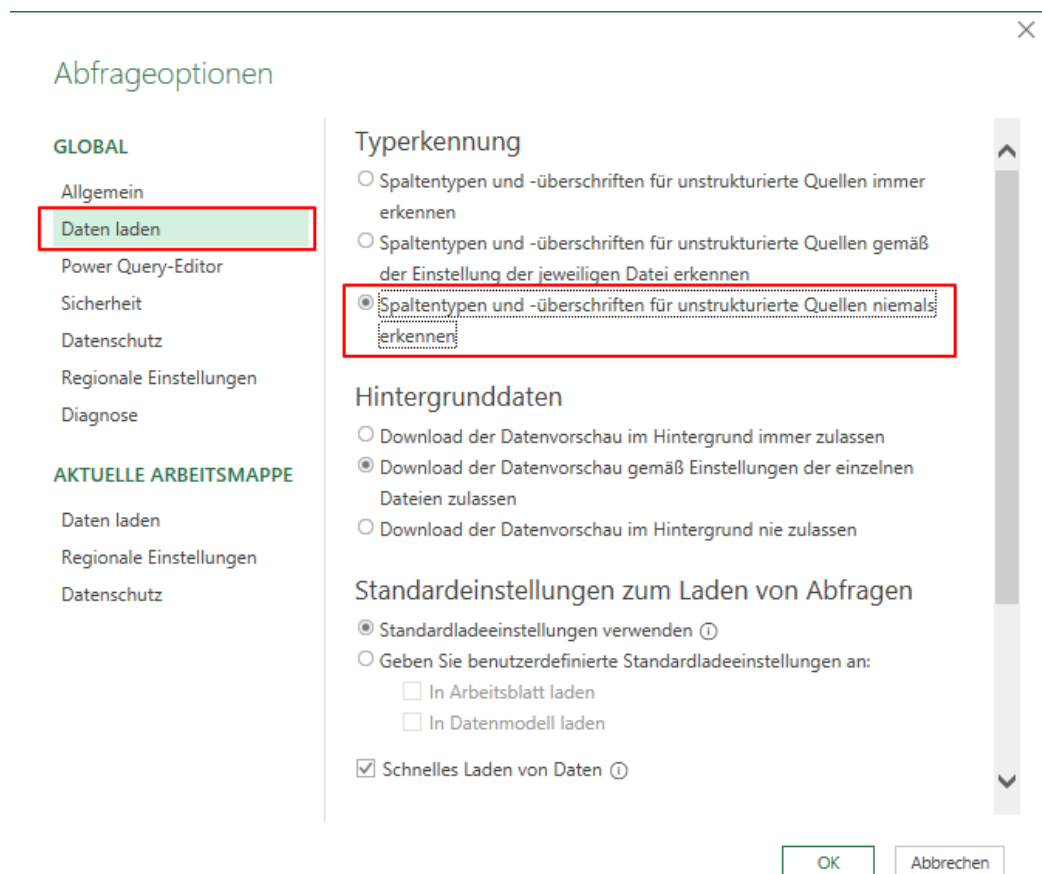 Abfrageoptionen
GLOBAL
Allgemein
Daten laden
Power Query-Editor
Sicherheit
Datenschutz
Regionale Einstellungen
Diagnose
AKTUELLE ARBEITSMAPPE
Daten laden
Regionale Einstellungen
Datenschutz
Typerkennung
Spaltentypen und -überschriften für unstrukturierte Quellen immer
erkennen
Spaltentypen und -überschriften für unstrukturierte Quellen gemäß
der Einstellung der jeweiligen Datei erkennen
Spaltentypen und -überschriften für unstrukturierte Quellen niemals
erkennen
Hintergrunddaten
Download der Datenvorschau im Hintergrund immer zulassen
Download der Datenvorschau gemäß Einstellungen der einzelnen
Dateien zulassen
Download der Datenvorschau im Hintergrund nie zulassen
Standardeinstellungen zum Laden von Abfragen
Standardladeeinstellungen verwenden
Geben Sie benutzerdefinierte Standardladeeinstellungen an:
In Arbeitsblatt laden
In Datenmodell laden
Schnelles Laden von Daten
OK
Abbrechen